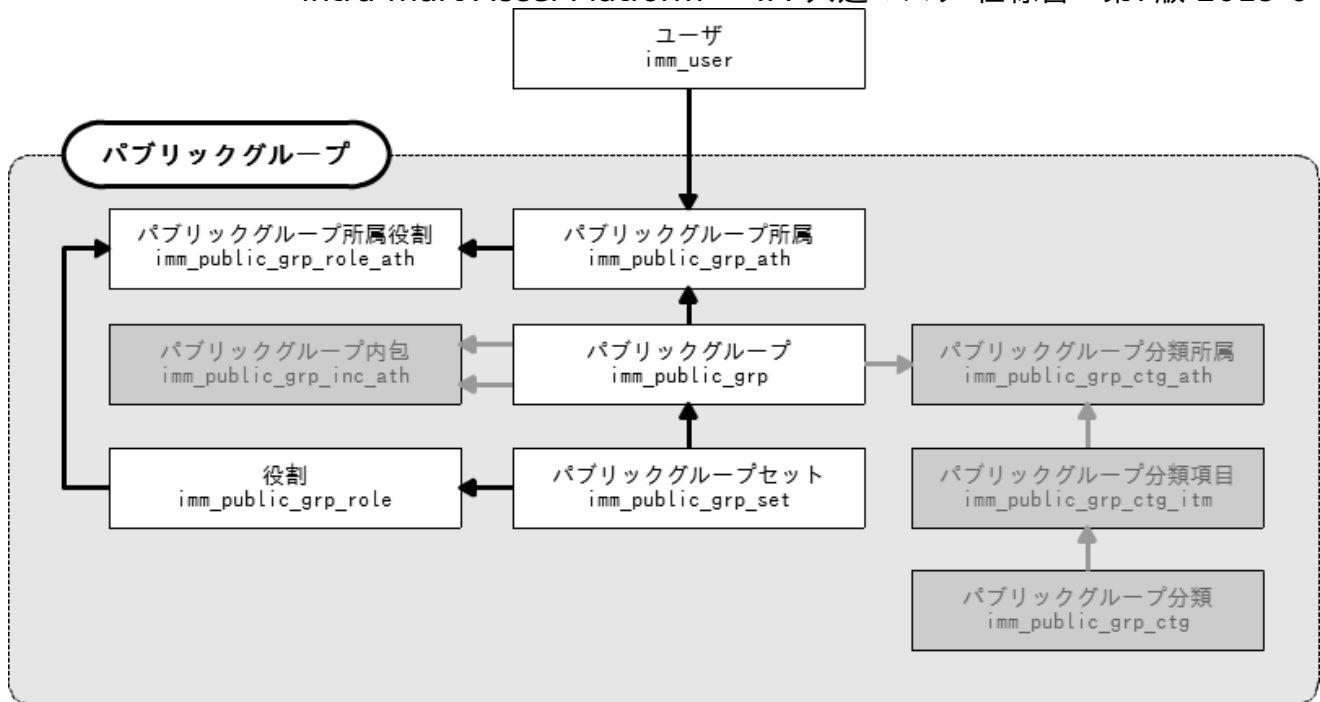 ユーザ
imm_user
パブリックグループ
パブリックグループ所属役割
imm_public_grp_role_ath
パブリックグループ所属
imm_public_grp_ath
パブリックグループ内包
imm_public_grp_inc_ath
パブリックグループ
imm_public_grp
パブリックグループ分類所属
imm_public_grp_ctg_ath
役割
imm_public_grp_role
パブリックグループセット
imm_public_grp_set
パブリックグループ分類項目
imm_public_grp_ctg_itm
パブリックグループ分類
imm_public_grp_ctg